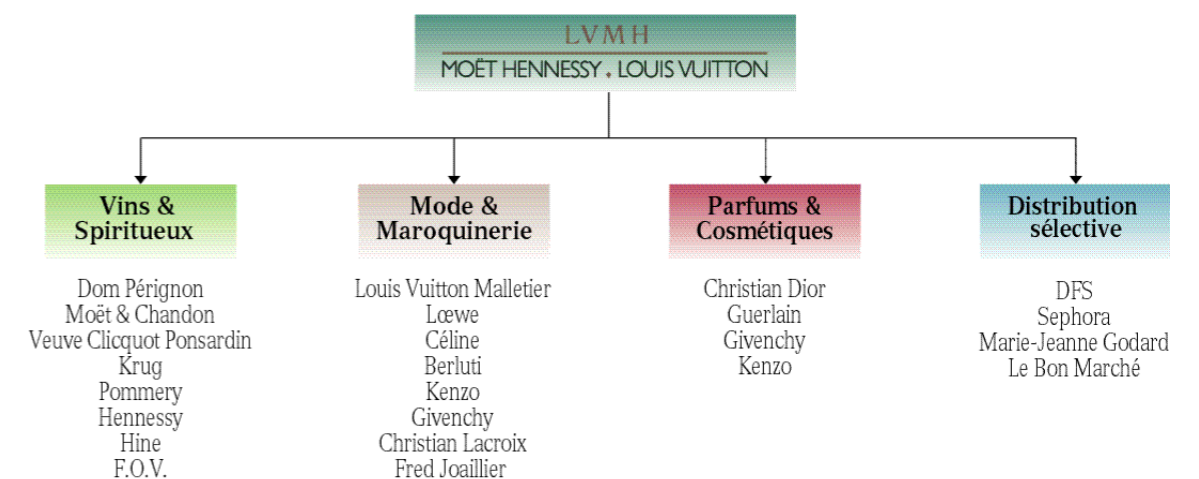 LVMH
MOËT HENNESSY . LOUIS VUITTON
Vins &
Spiritueux
Dom Pérignon
Moët & Chandon
Veuve Clicquot Ponsardin
Krug
Pommery
Hennessy
Hine
F.O.V.
Mode &
Maroquinerie
Louis Vuitton Malletier
Lœwe
Céline
Berluti
Kenzo
Givenchy
Christian Lacroix
Fred Joaillier
Parfums &
Cosmétiques
Christian Dior
Guerlain
Givenchy
Kenzo
Distribution
sélective
DFS
Sephora
Marie-Jeanne Godard
Le Bon Marché